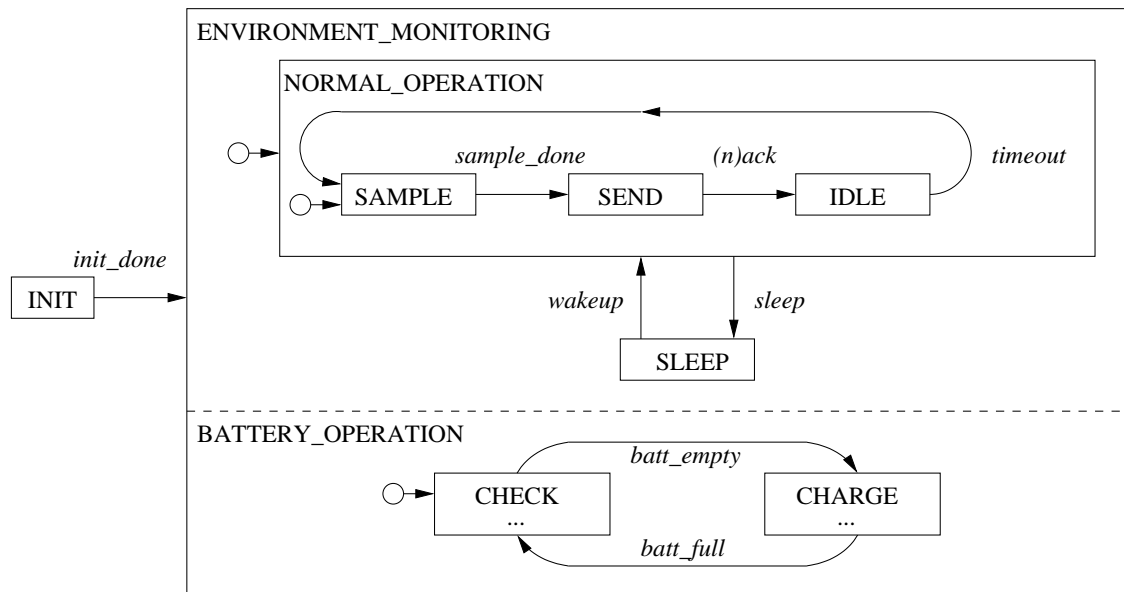 ENVIRONMENT_MONITORING
NORMAL_OPERATION
sample_done
(n)ack
timeout
SAMPLE
SEND
IDLE
init_done
INIT
wakeup
sleep
SLEEP
BATTERY_OPERATION
batt_empty
CHECK
...
CHARGE
...
batt_full